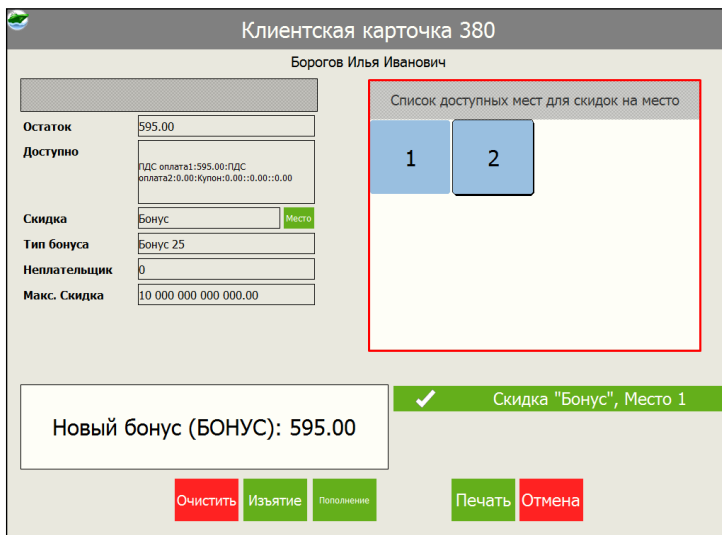 Клиентская карточка 380
Борогов Илья Иванович
Список доступных мест для скидок на место
1
2
Остаток
595.00
Доступно
ПДС оплата1:595.00:ПДС
оплата2:0.00:Купон:0.00::0.00::0.00
Скидка
Бонус
Место
Тип бонуса
Бонус 25
Неплательщик
0
Макс. Скидка
10 000 000 000 000.00
Новый бонус (БОНУС): 595.00
Скидка "Бонус", Место 1
Очистить
Изъятие
Пополнение
Печать
Отмена